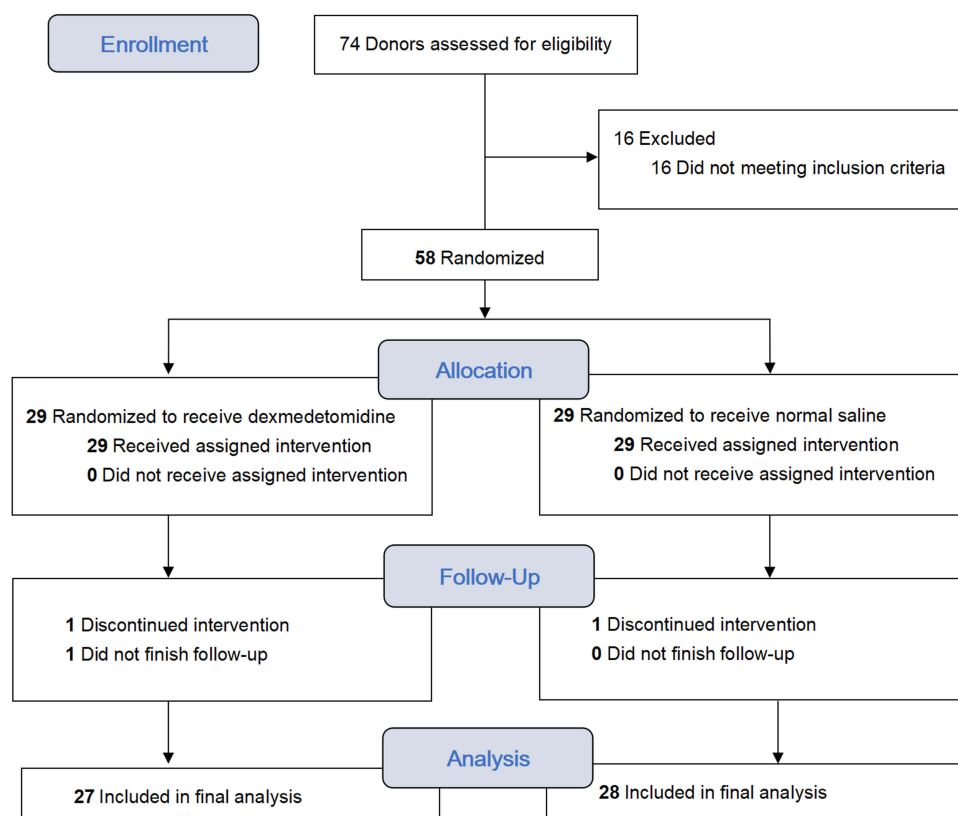 Enrollment
74 Donors assessed for eligibility
16 Excluded
16 Did not meeting inclusion criteria
58 Randomized
Allocation
29 Randomized to receive dexmedetomidine
29 Received assigned intervention
0 Did not receive assigned intervention
29 Randomized to receive normal saline
29 Received assigned intervention
0 Did not receive assigned intervention
Follow-Up
1 Discontinued intervention
1 Did not finish follow-up
1 Discontinued intervention
0 Did not finish follow-up
Analysis
27 Included in final analysis
28 Included in final analysis